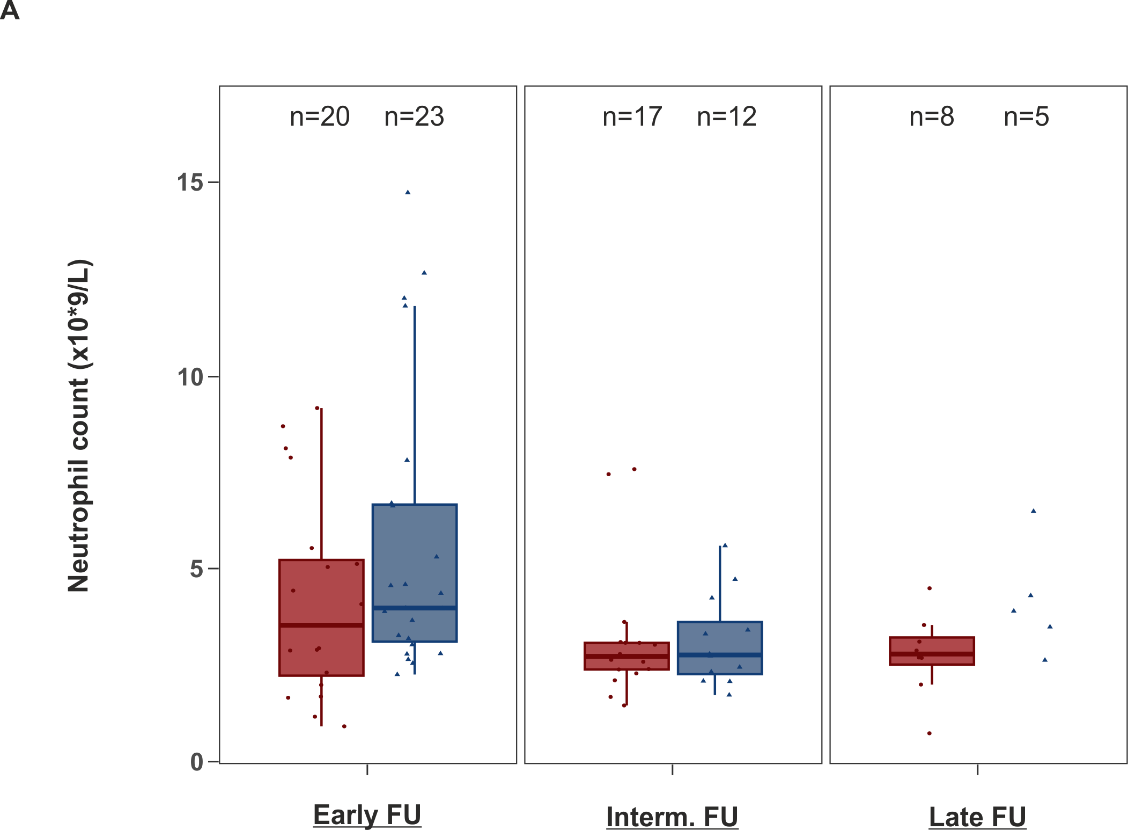 A
n=20 n=23 n=17 n=12 n=8 n=5
15
10
5
0
Neutrophil count (x10*9/L)
Early FU Interm. FU Late FU